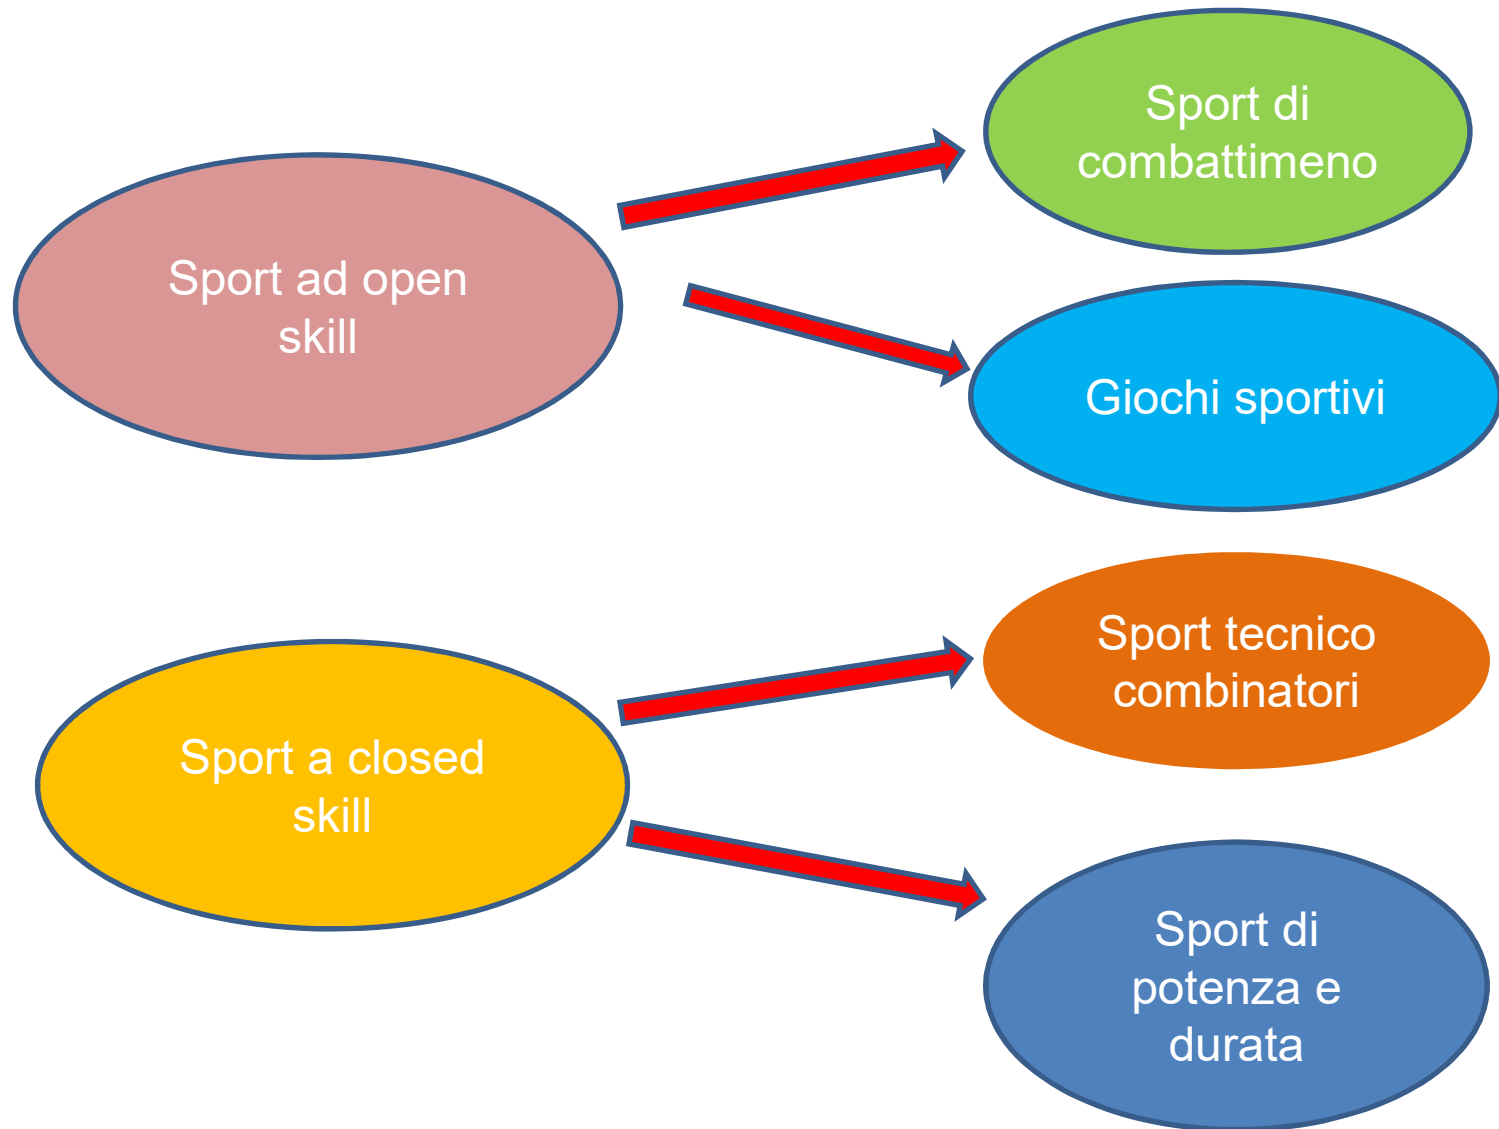 Sport di
combattimeno
Sport ad open
skill
Giochi sportivi
Sport tecnico
combinatori
Sport a closed
skill
Sport di
potenza e
durata